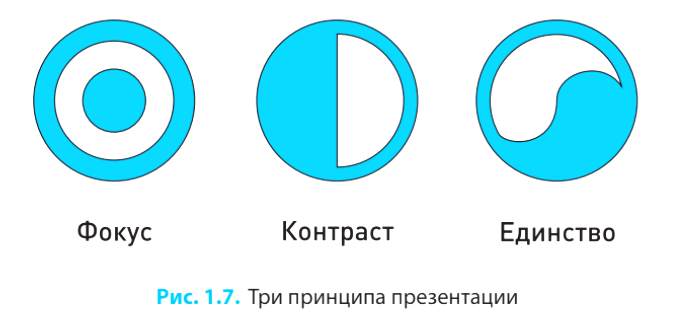 Фокус
Контраст
Единство
Рис. 1.7. Три принципа презентации